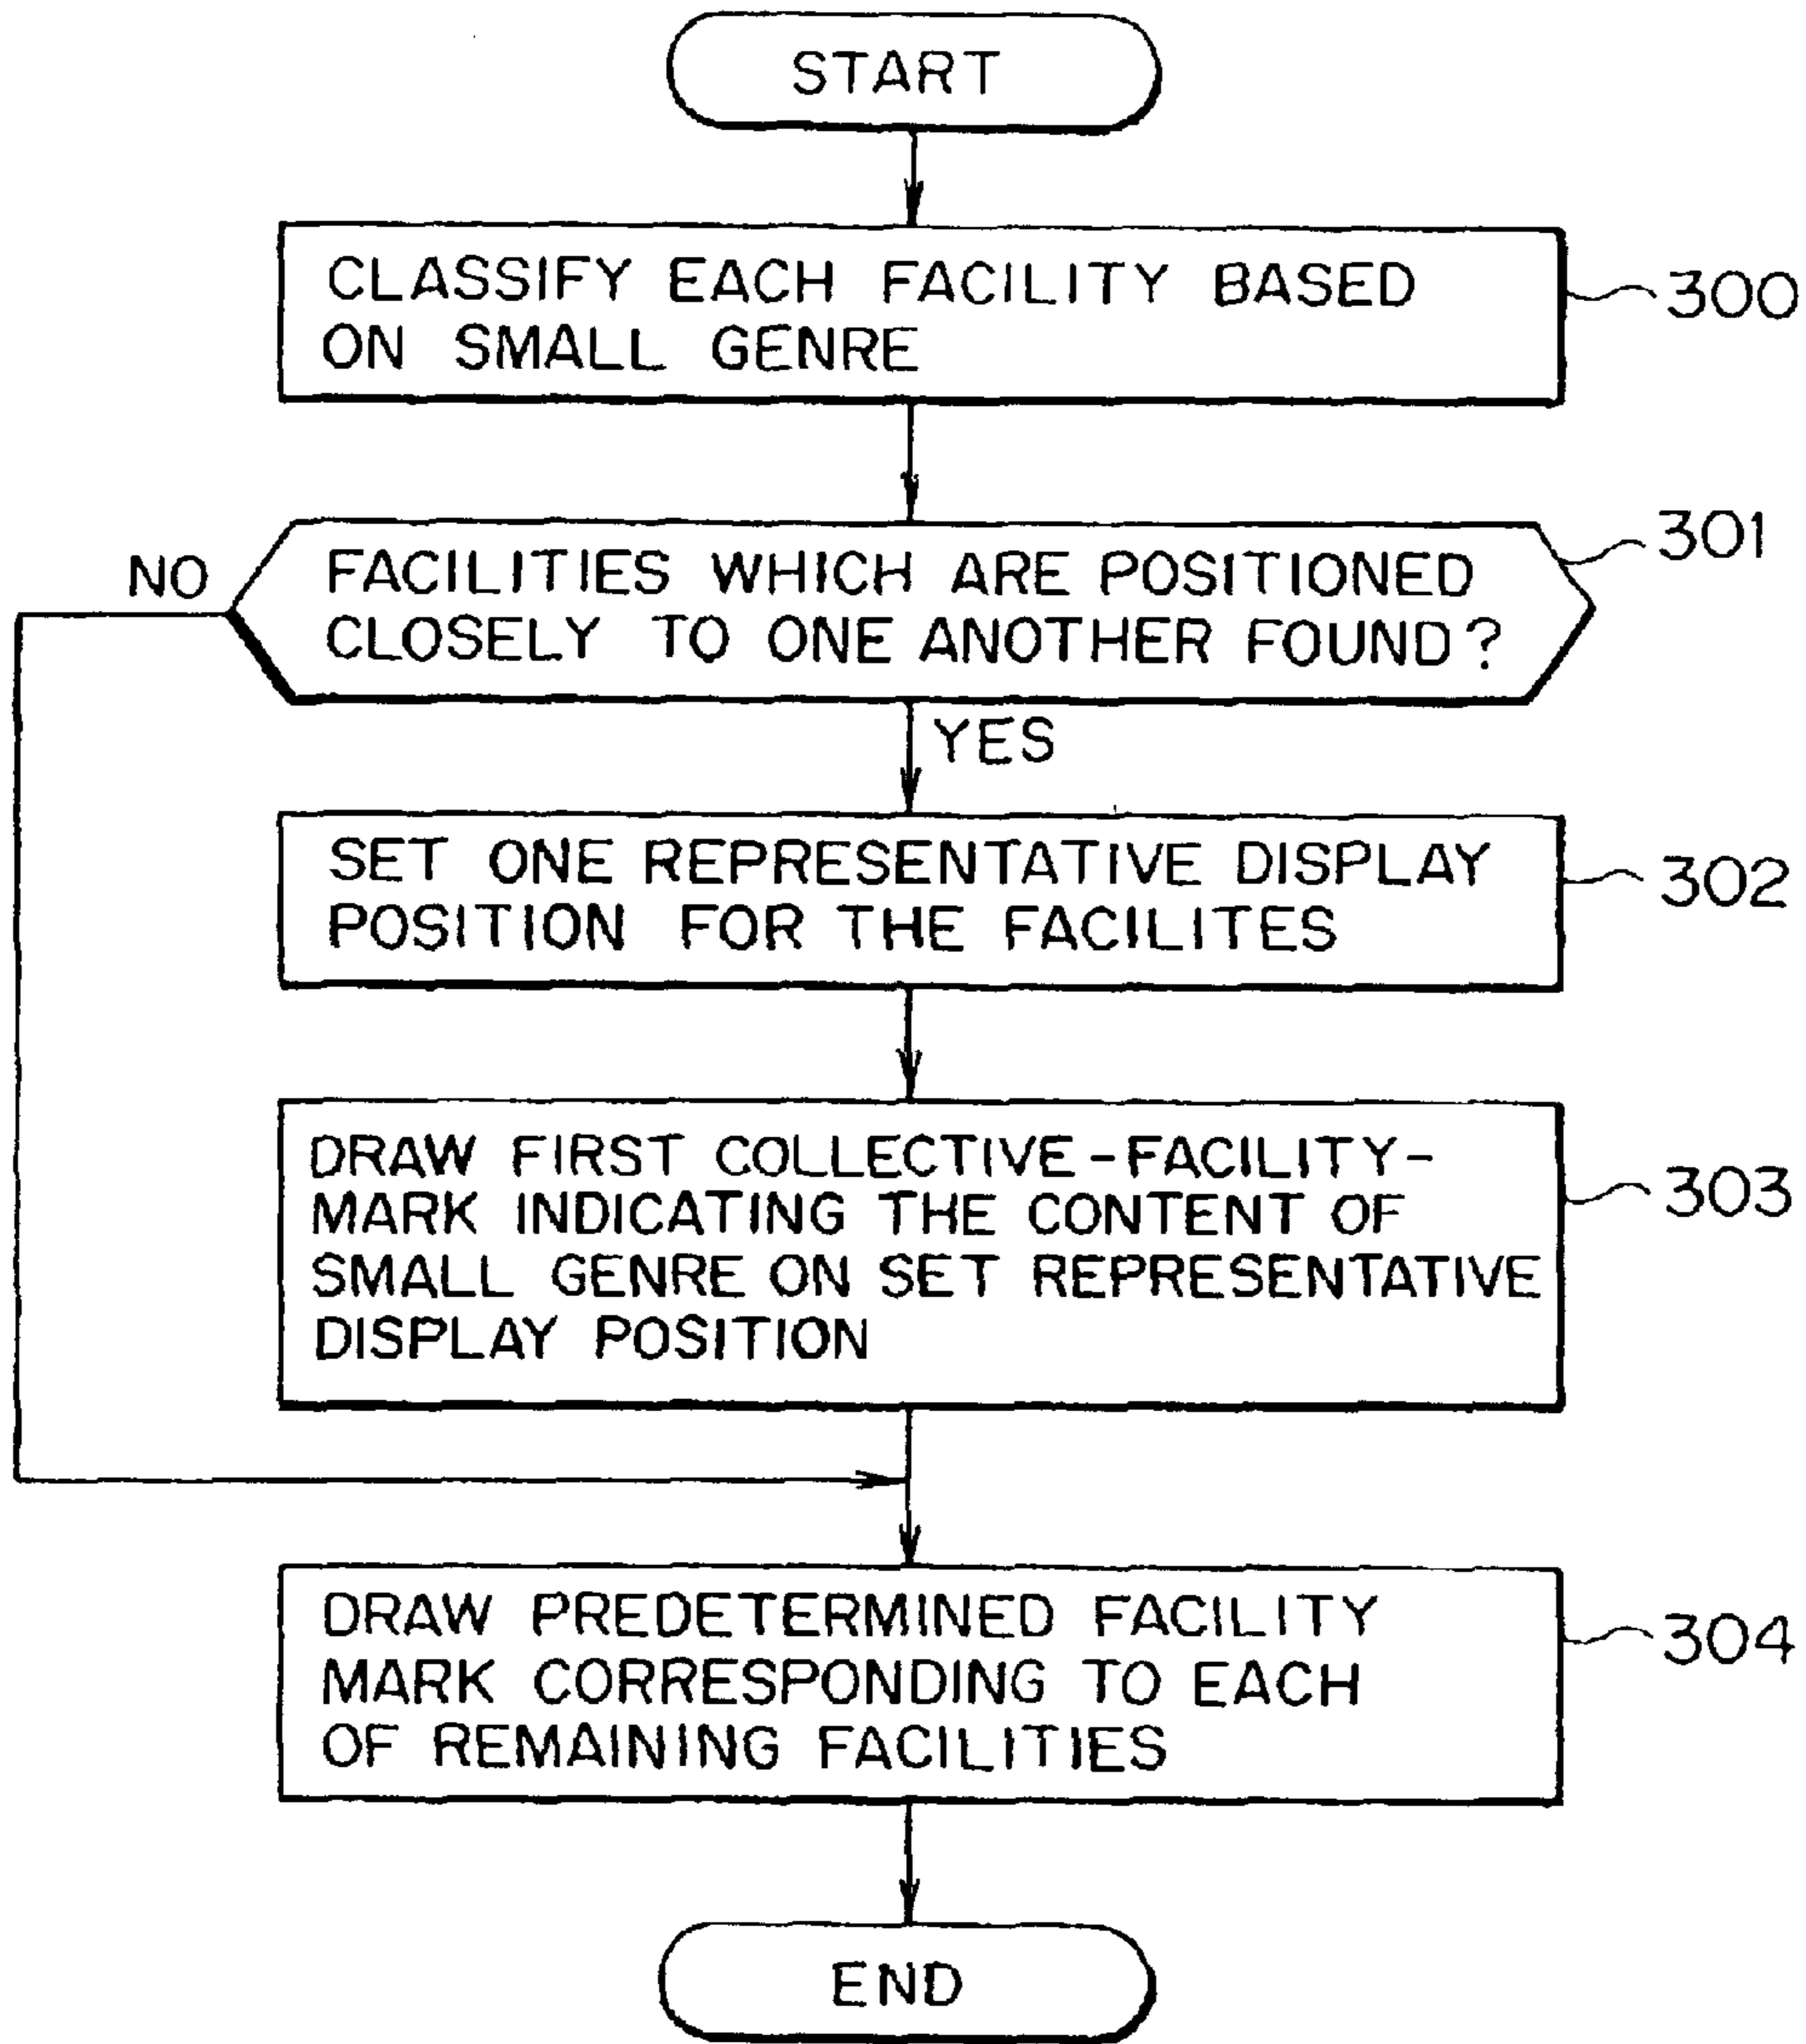 START
CLASSIFY EACH FACILITY BASED
ON SMALL GENRE
300
301
NO
FACILITIES WHICH ARE POSITIONED
CLOSELY TO ONE ANOTHER FOUND?
YES
SET ONE REPRESENTATIVE DISPLAY
POSITION FOR THE FACILITES
302
DRAW FIRST COLLECTIVE-FACILITY-
MARK INDICATING THE CONTENT OF
SMALL GENRE ON SET REPRESENTATIVE
DISPLAY POSITION
303
DRAW PREDETERMINED FACILITY
MARK CORRESPONDING TO EACH
OF REMAINING FACILITIES
304
END